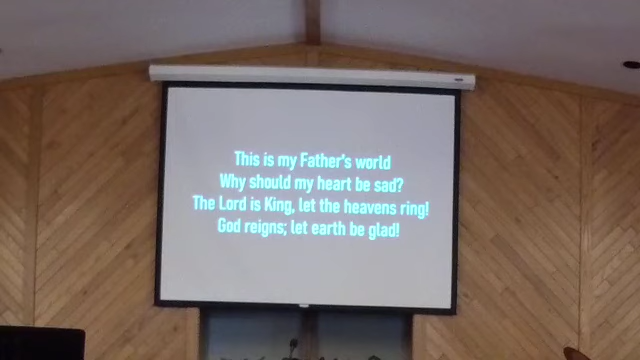 This is my Father's world
Why should my heart be sad?
The Lord is King, let the heavens ring!
God reigns; let earth be glad!